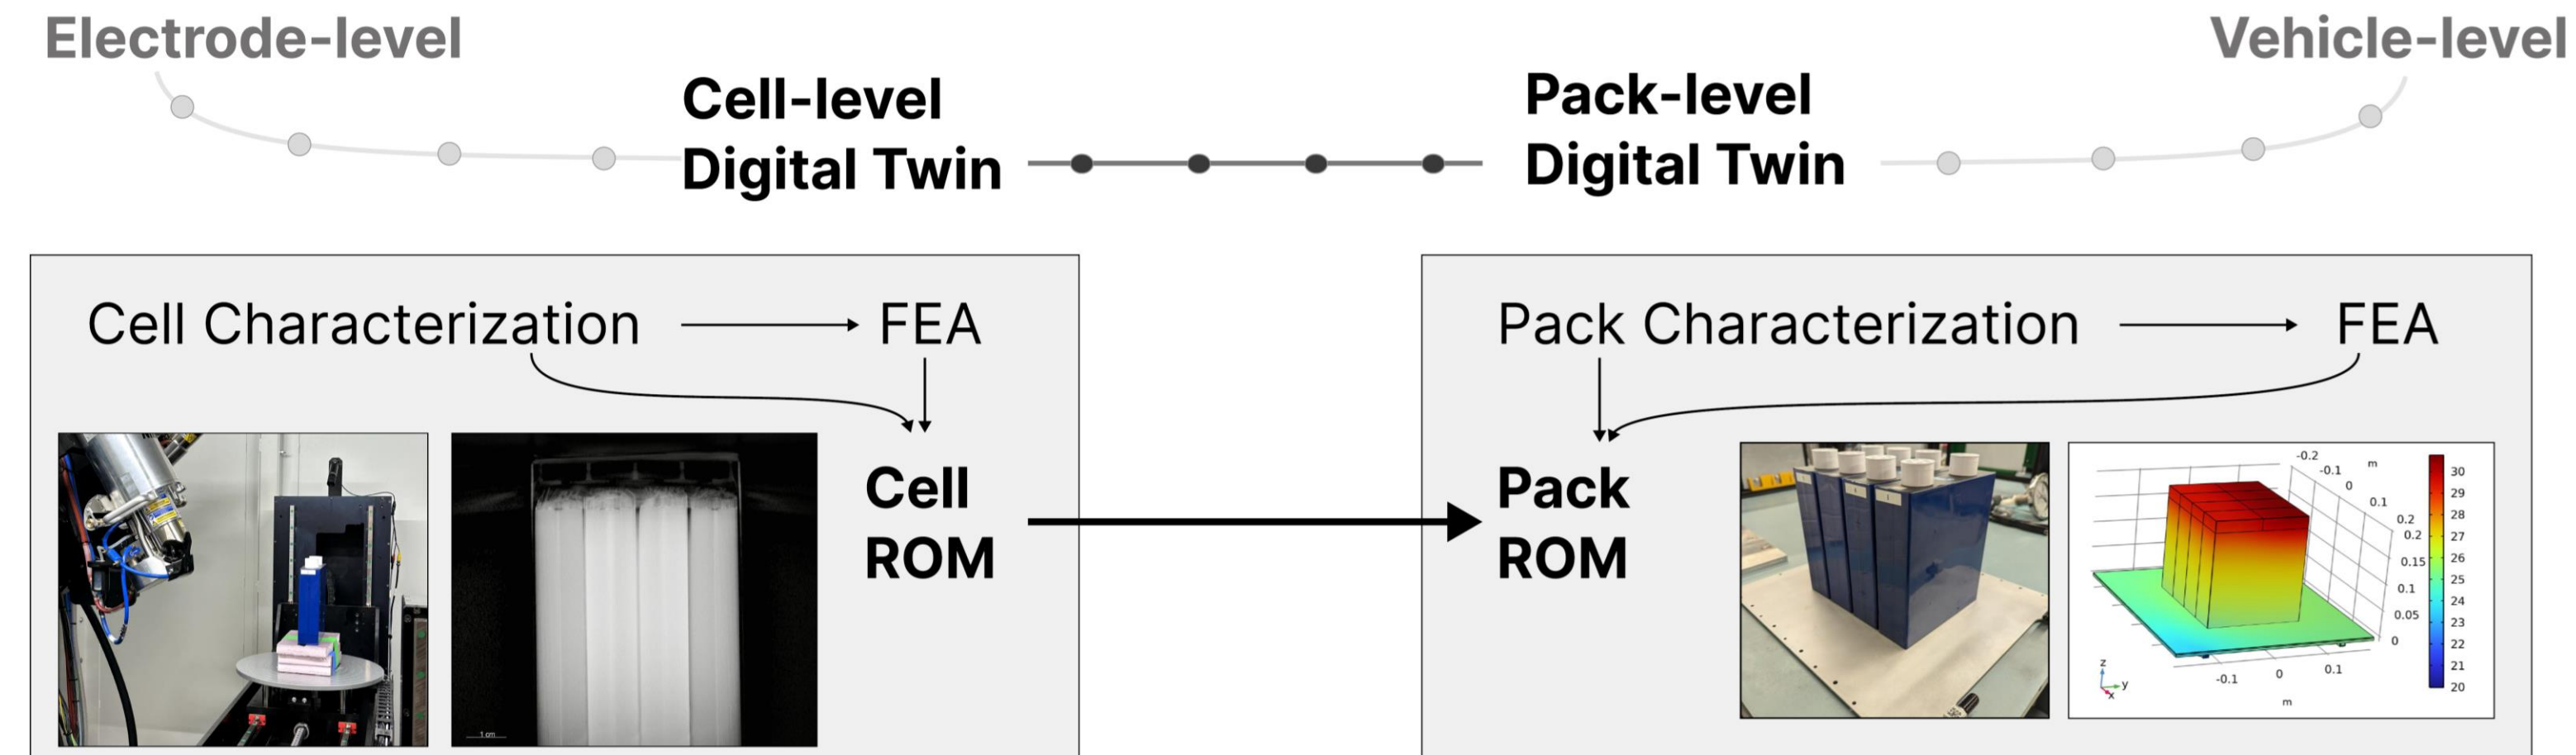 Electrode-level
Vehicle-level
Cell-level
Digital Twin
Pack-level
Digital Twin
Cell Characterization
FEA
Cell
ROM
1 cm
Pack Characterization
FEA
Pack
ROM
-0.2
-0.1
m
0
0.1
0.2
0.2
0.15
0.1
0.05
0
-0.1
0
0.1
m
z
y
x
30
29
28
27
26
25
24
23
22
21
20